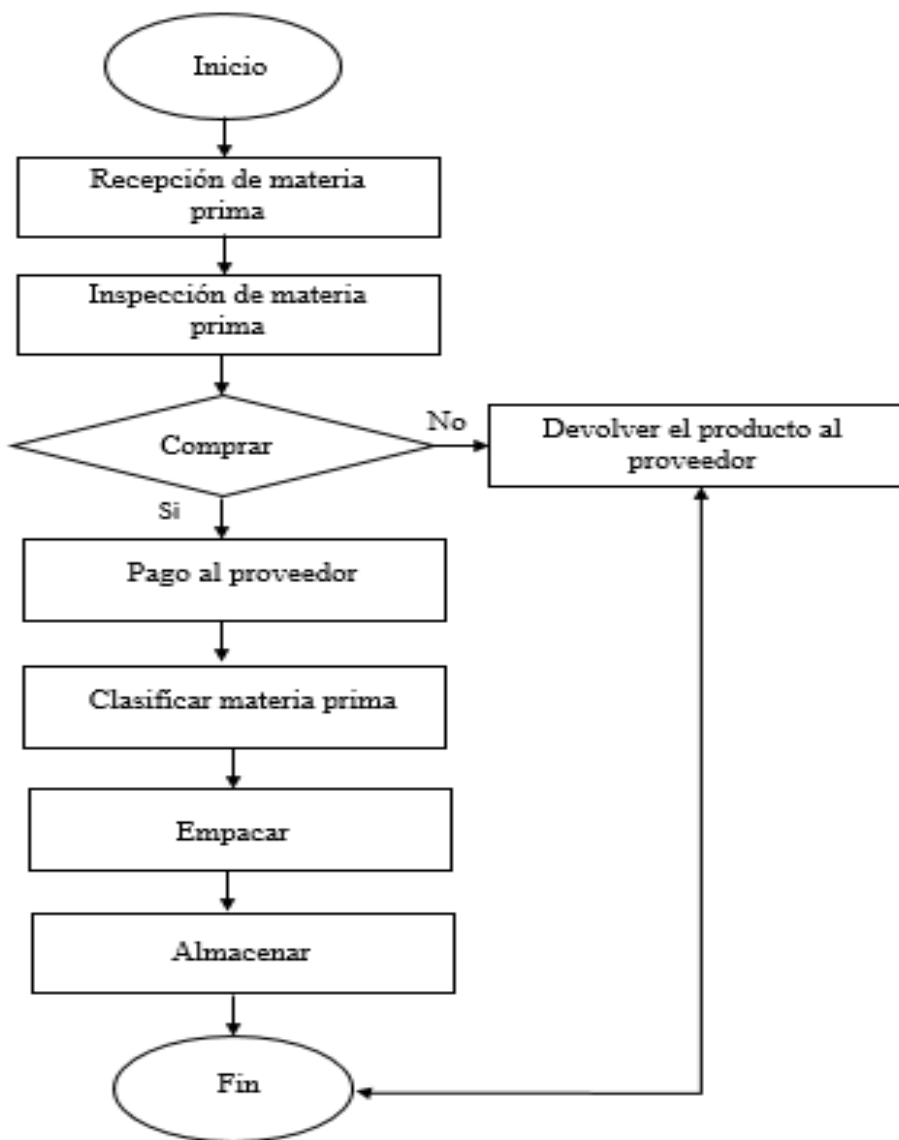 Inicio
Recepción de materia
prima
Inspección de materia
prima
Comprar
No
Devolver el producto al
proveedor
Si
Pago al proveedor
Clasificar materia prima
Empacar
Almacenar
Fin